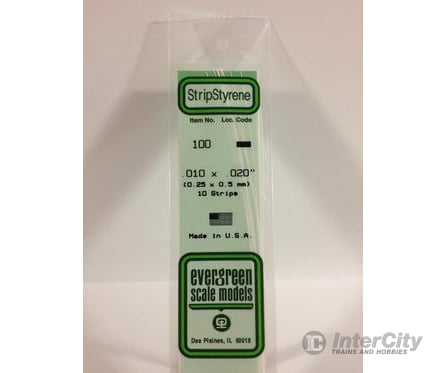 StripStyrene
Item No. Loc. Code
100
.010 x .020"
(0.25 x 0.5 mm)
10 Strips
Made in U.S.A.
evergreen
scale models
Des Plaines, IL 60018
IC InterCity
TRAINS AND HOBBIES